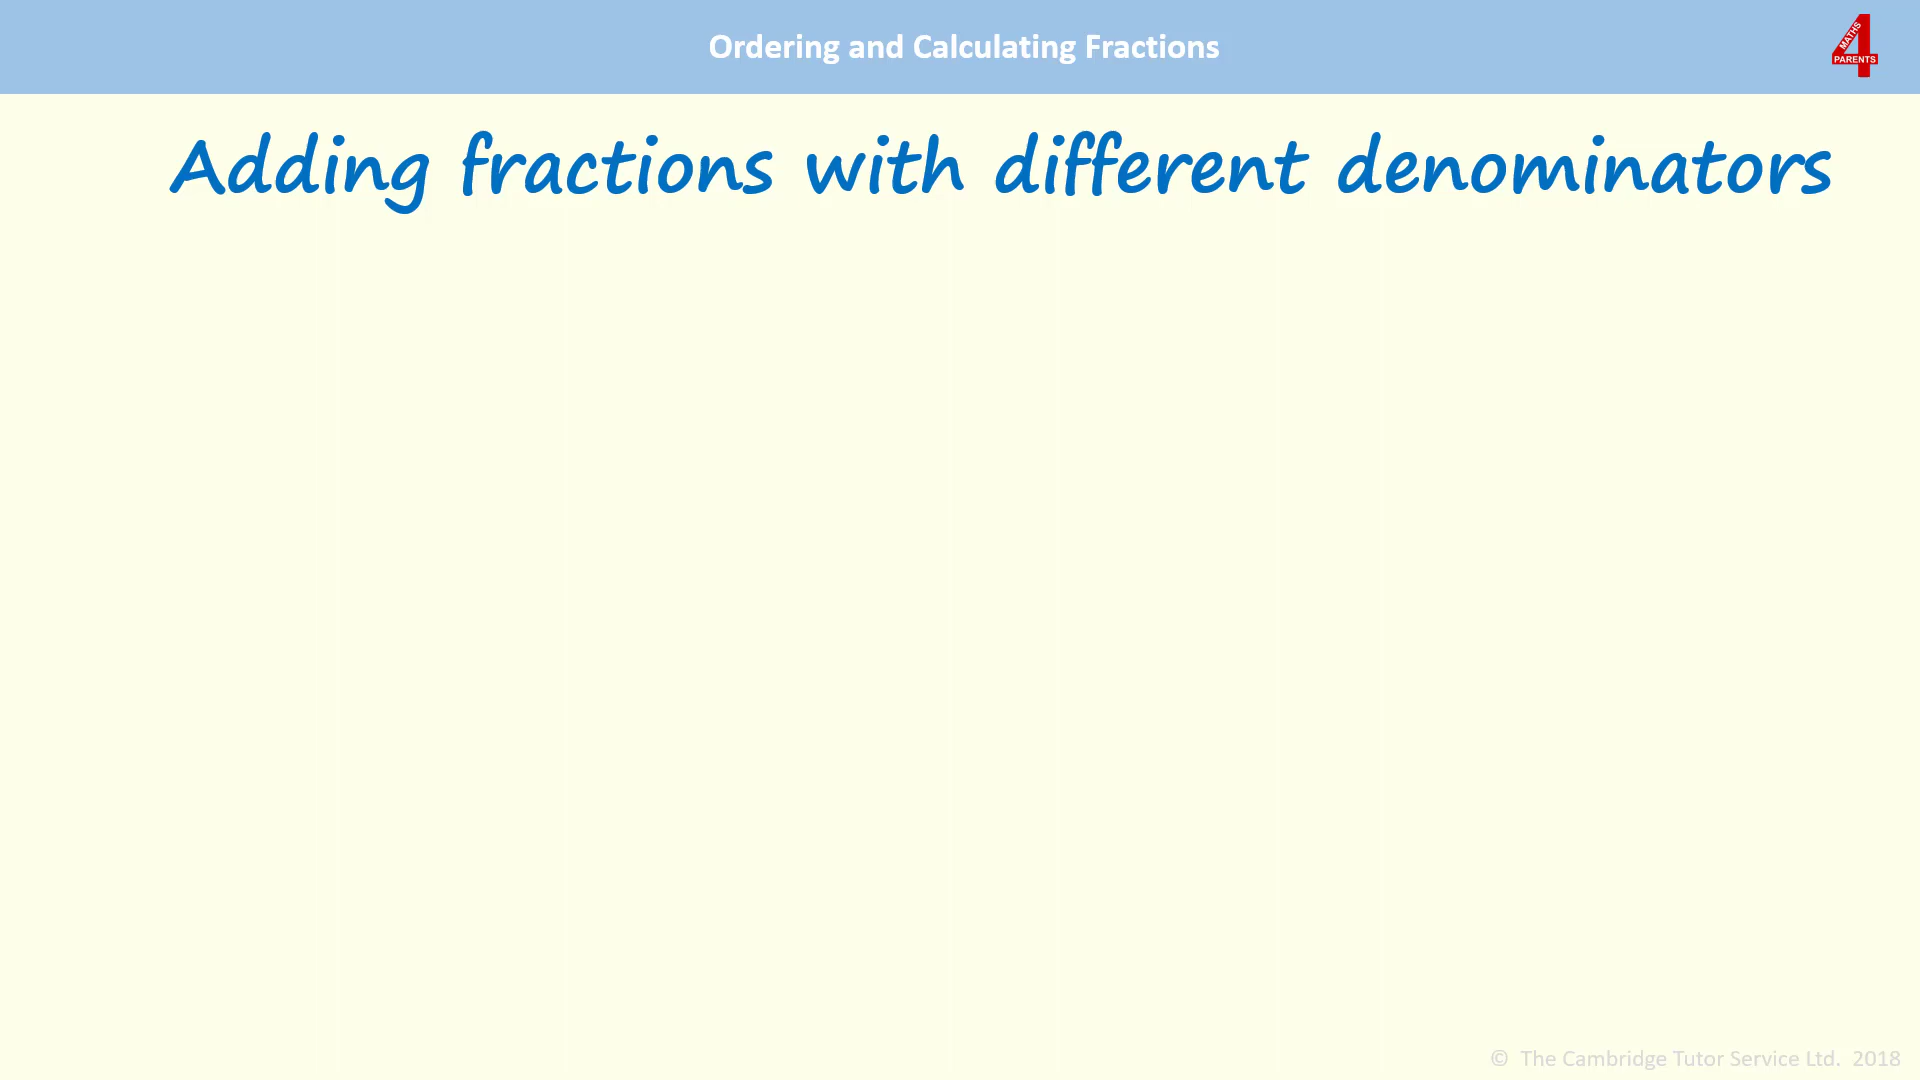 Ordering and Calculating Fractions
4
MATHS
PARENTS
Adding fractions with different denominators
© The Cambridge Tutor Service Ltd. 2018